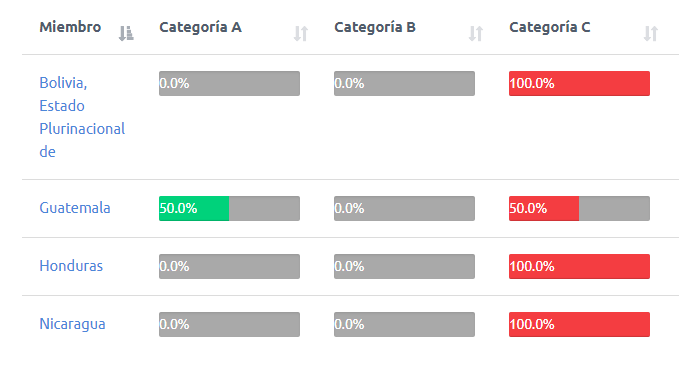 Miembro Categoría A Categoría B Categoría C
Bolivia, 0.0% 0.0% 100.0%
Estado
Plurinacional
de
Guatemala 50.0% 0.0% 50.0%
Honduras 0.0% 0.0% 100.0%
Nicaragua 0.0% 0.0% 100.0%